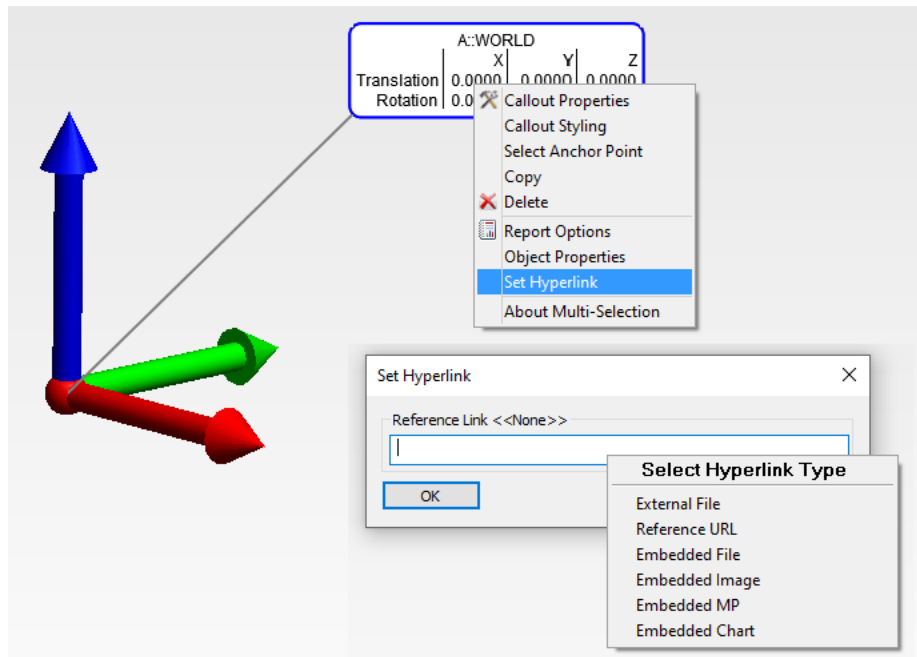 A::WORLD
X Y Z
Translation 0.0000 0.0000 0.0000
Rotation 0.0
Callout Properties
Callout Styling
Select Anchor Point
Copy
Delete
Report Options
Object Properties
Set Hyperlink
About Multi-Selection
Set Hyperlink
Reference Link <<None>>
OK
Select Hyperlink Type
External File
Reference URL
Embedded File
Embedded Image
Embedded MP
Embedded Chart